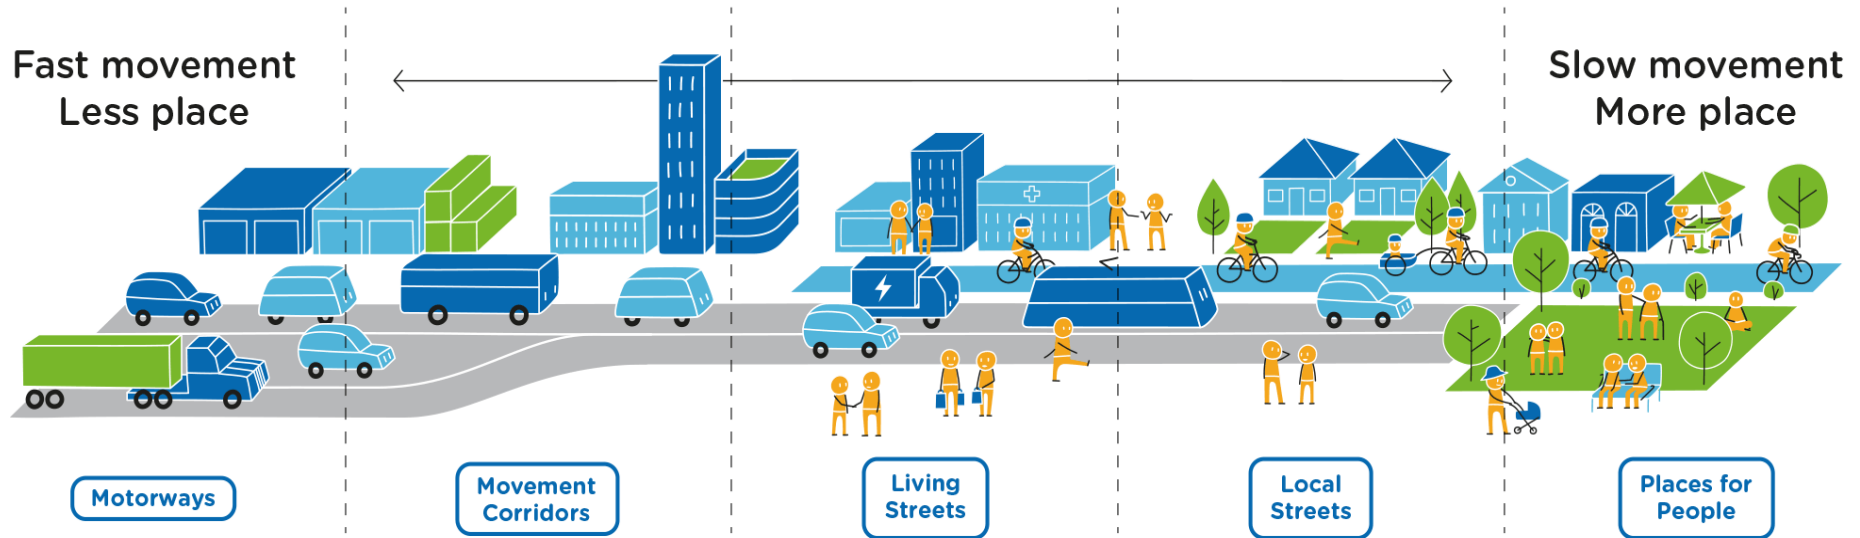 Fast movement
Less place
Slow movement
More place
Motorways
Movement
Corridors
Living
Streets
Local
Streets
Places for
People